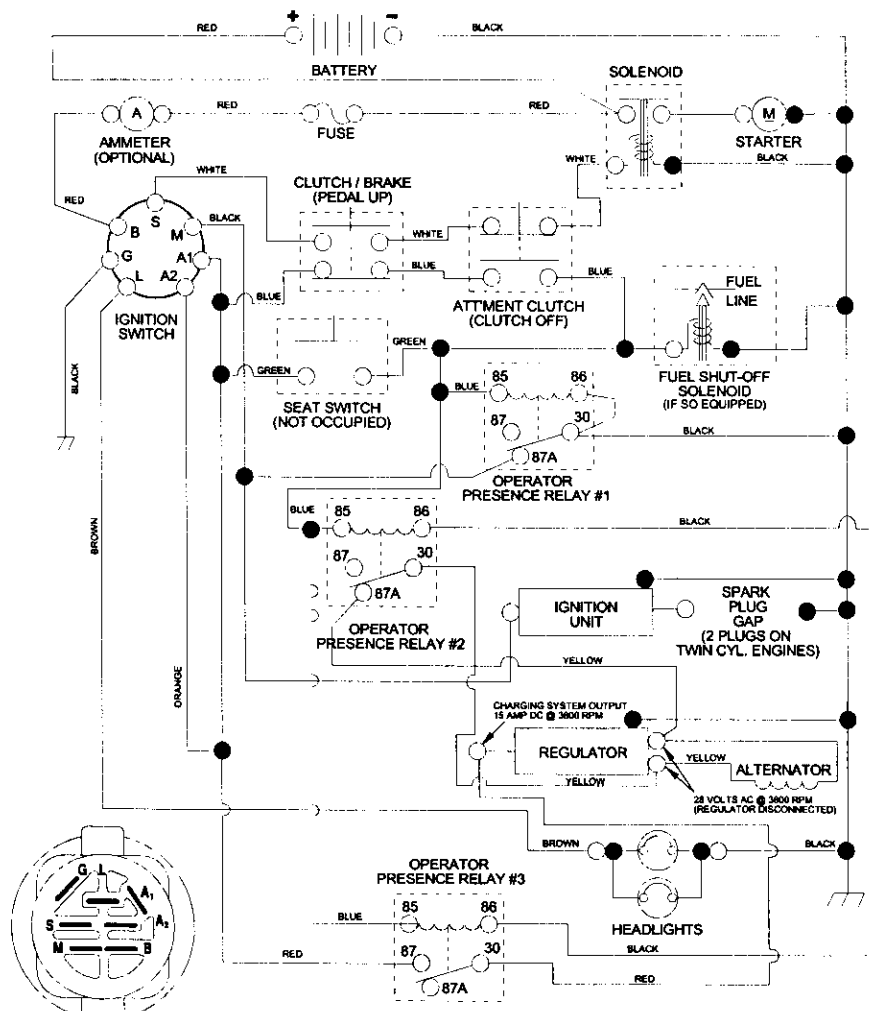 RED
+
-
BLACK
BATTERY
SOLENOID
A
RED
RED
M
AMMETER
(OPTIONAL)
FUSE
STARTER
WHITE
BLACK
WHITE
CLUTCH / BRAKE
(PEDAL UP)
RED
S
BLACK
B
M
WHITE
G
A1
L
A2
BLUE
BLUE
BLUE
FUEL
LINE
IGNITION
SWITCH
ATT'MENT CLUTCH
(CLUTCH OFF)
GREEN
GREEN
BLACK
SEAT SWITCH
(NOT OCCUPIED)
FUEL SHUT-OFF
SOLENOID
(IF SO EQUIPPED)
BLUE
85
86
87
30
BLACK
87A
OPERATOR
PRESENCE RELAY #1
BLUE
85
86
BLACK
BROWN
87
30
87A
OPERATOR
PRESENCE RELAY #2
IGNITION
UNIT
SPARK
PLUG
GAP
(2 PLUGS ON
TWIN CYL. ENGINES)
YELLOW
ORANGE
CHARGING SYSTEM OUTPUT
15 AMP DC @ 3600 RPM
REGULATOR
YELLOW
ALTERNATOR
YELLOW
28 VOLTS AC @ 3600 RPM
(REGULATOR DISCONNECTED)
BROWN
BLACK
HEADLIGHTS
OPERATOR
PRESENCE RELAY #3
G
L
A1
A2
S
M
B
BLUE
85
86
BLACK
RED
87
30
RED
87A